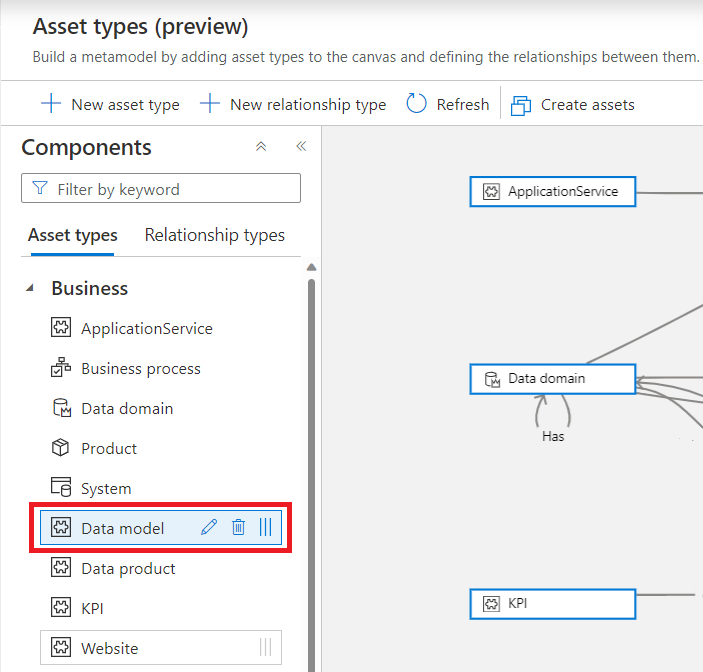 Asset types (preview)
Build a metamodel by adding asset types to the canvas and defining the relationships between them.
New asset type
New relationship type
Refresh
Create assets
Components
Filter by keyword
Asset types
Relationship types
Business
ApplicationService
Business process
Data domain
Product
System
Data model
Data product
KPI
Website
ApplicationService
Data domain
Has
KPI